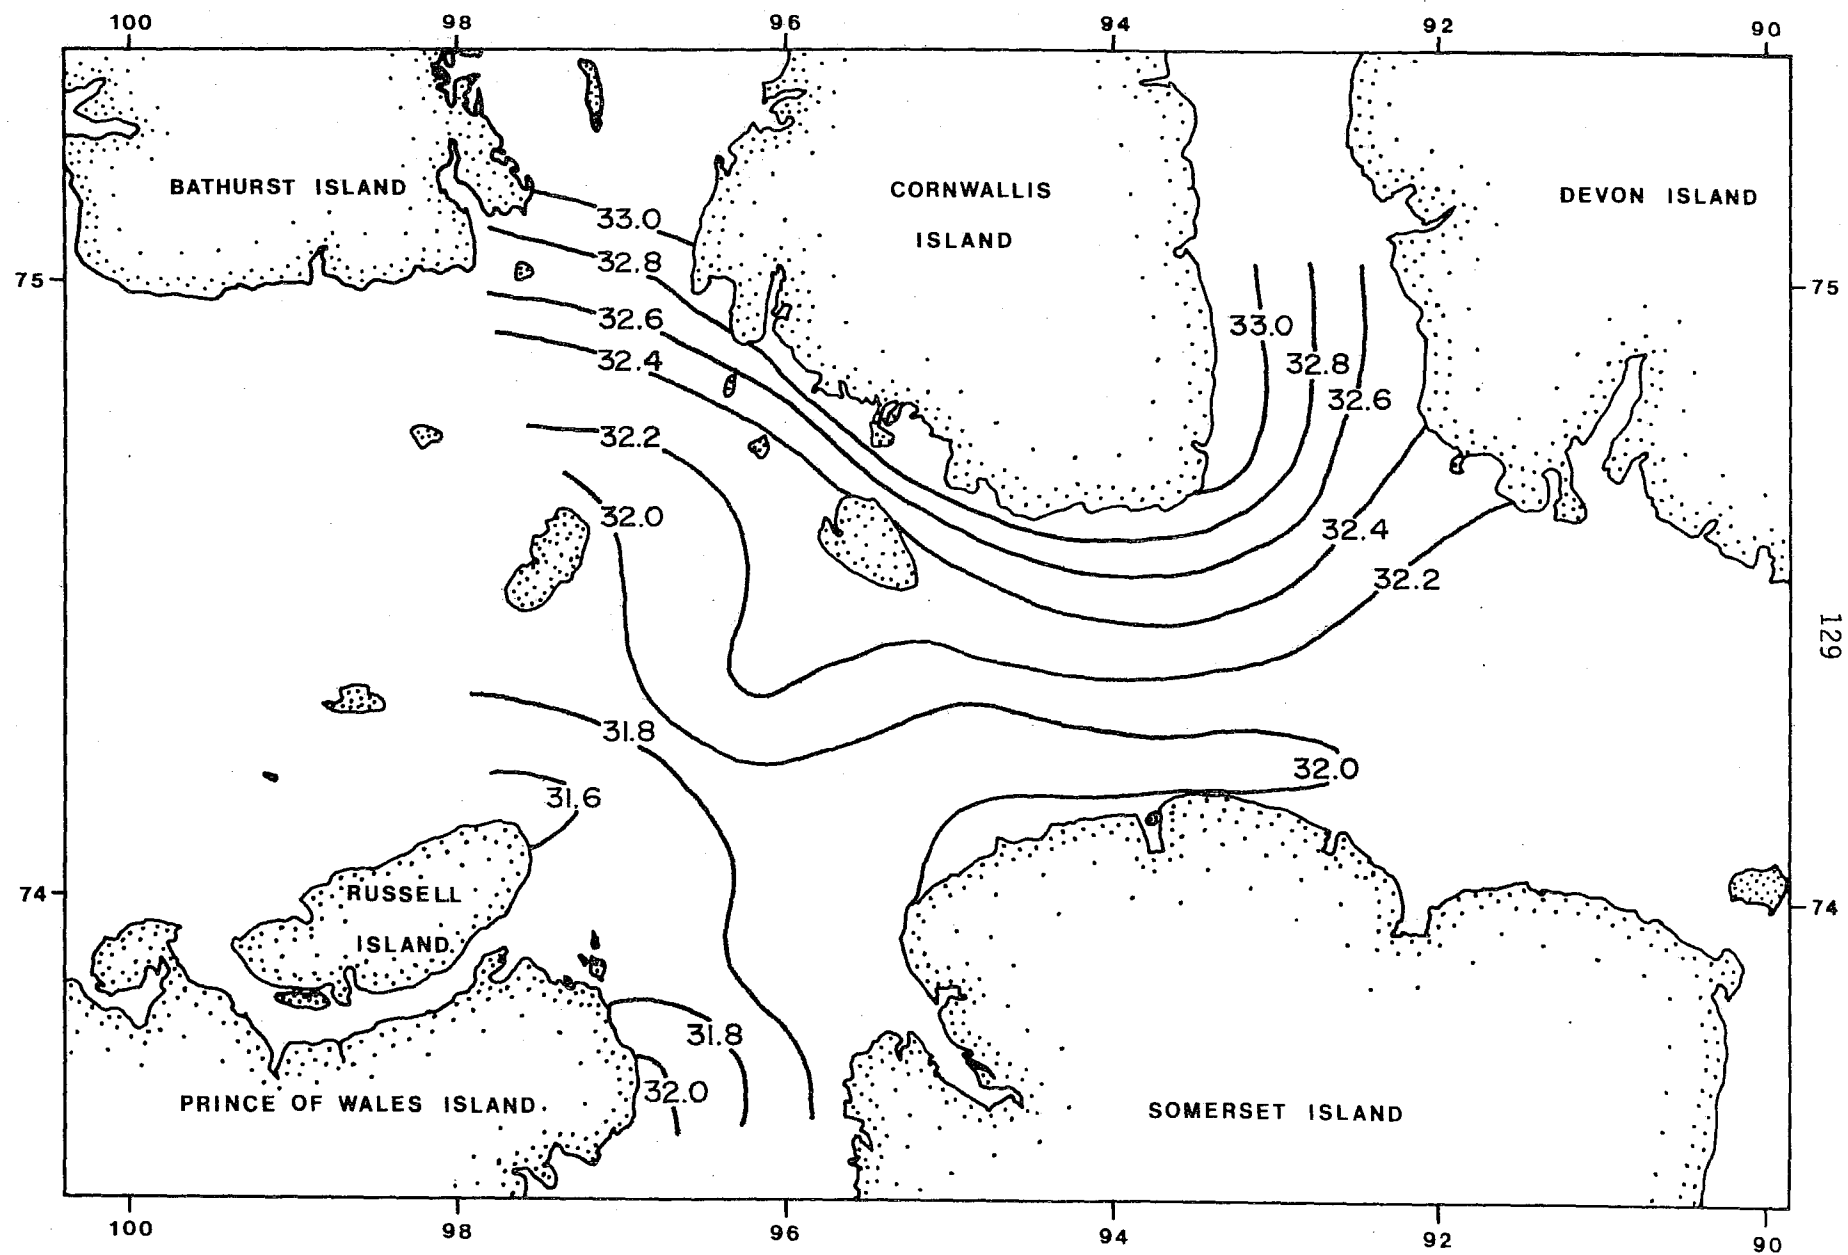 100 98 96 94 92 90
BATHURST ISLAND
CORNWALLIS
ISLAND
DEVON ISLAND
33.0
32.8
75
75
32.6
33.0
32.4
32.8
32.6
32.2
32.0
32.4
32.2
129
31.8
32.0
31.6
74
74
RUSSELL
ISLAND
31.8
32.0
PRINCE OF WALES ISLAND
SOMERSET ISLAND
100 98 96 94 92 90